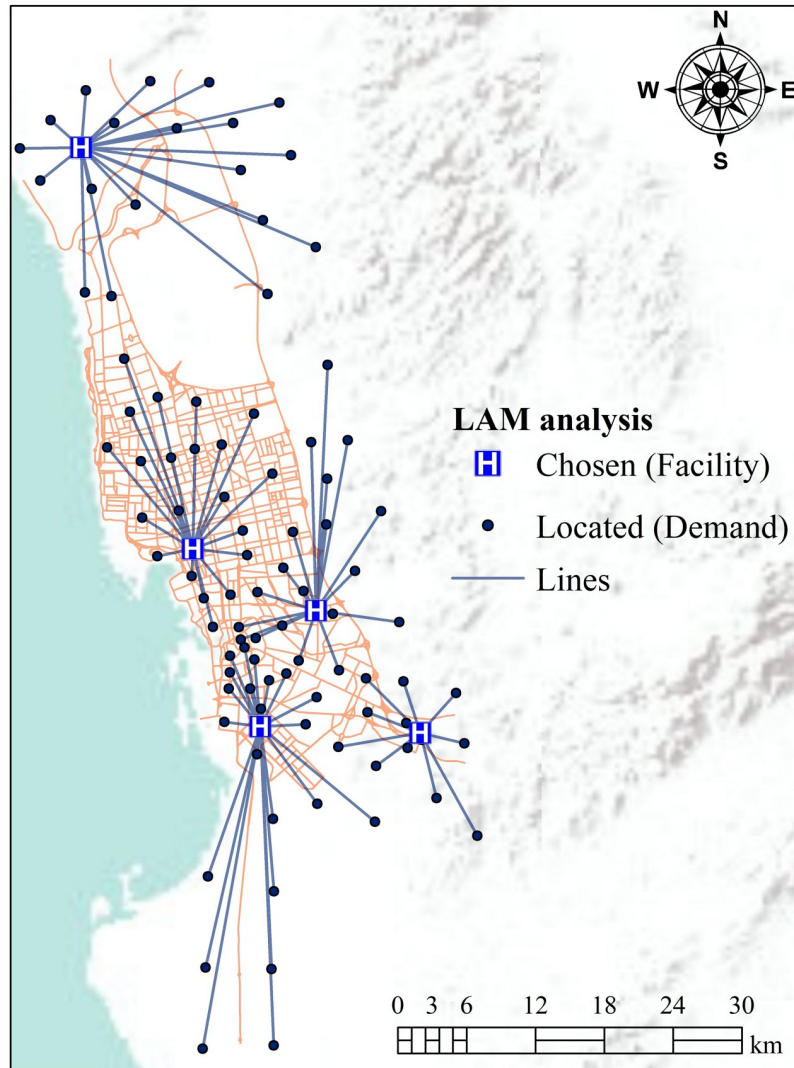 N
W E
S
H
LAM analysis
H Chosen (Facility)
Located (Demand)
Lines
H
H
H
H
0 3 6 12 18 24 30
km